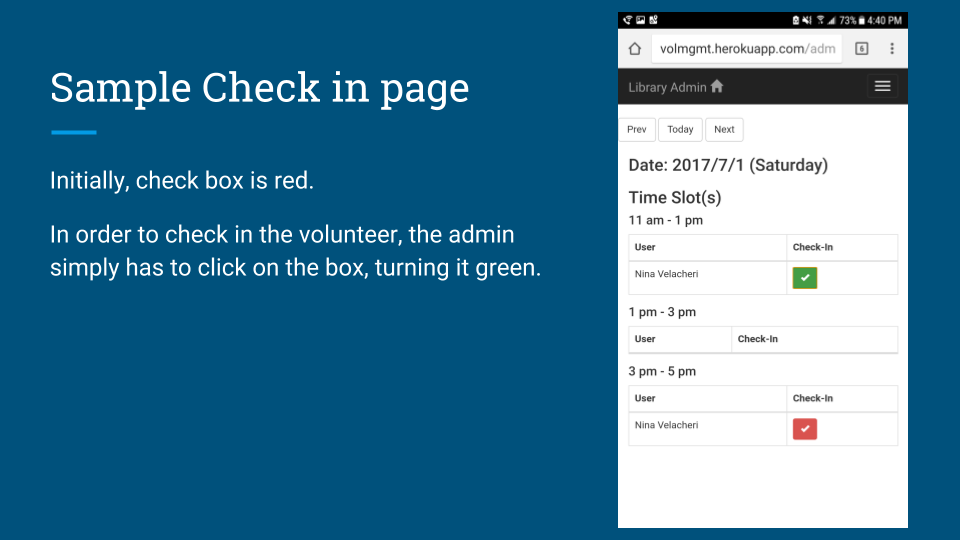 Sample Check in page
Initially, check box is red.
In order to check in the volunteer, the admin
simply has to click on the box, turning it green.
73% 4:40 PM
volmgmt.herokuapp.com/adm
6
Library Admin
Prev Today Next
Date: 2017/7/1 (Saturday)
Time Slot(s)
11 am - 1 pm
User Check-In
Nina Velacheri
1 pm - 3 pm
User Check-In
3 pm - 5 pm
User Check-In
Nina Velacheri